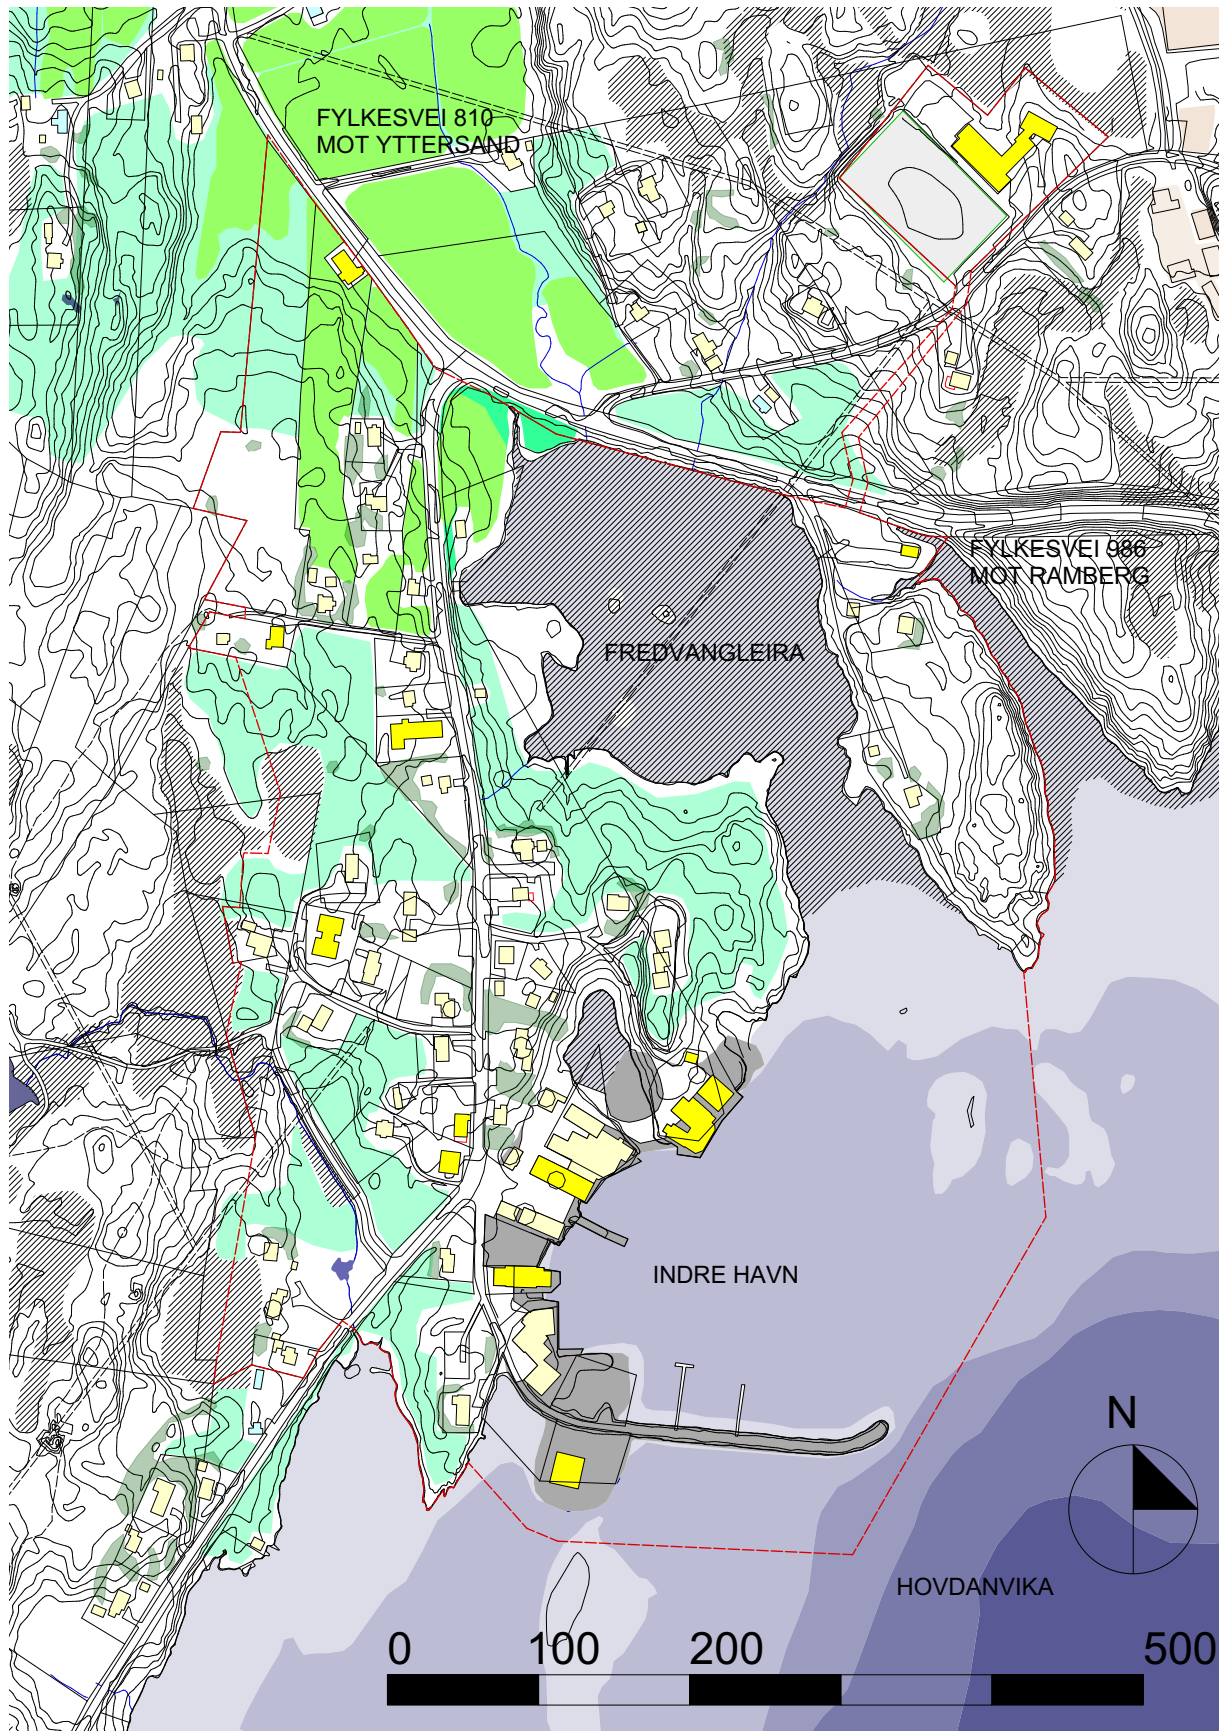 FYLKESVEI 810
MOT YTTERSAND
FYLKESVEI 986
MOT RAMBERG
FREDVANGLEIRA
INDRE HAVN
N
HOVDANVIKA
0 100 200 500